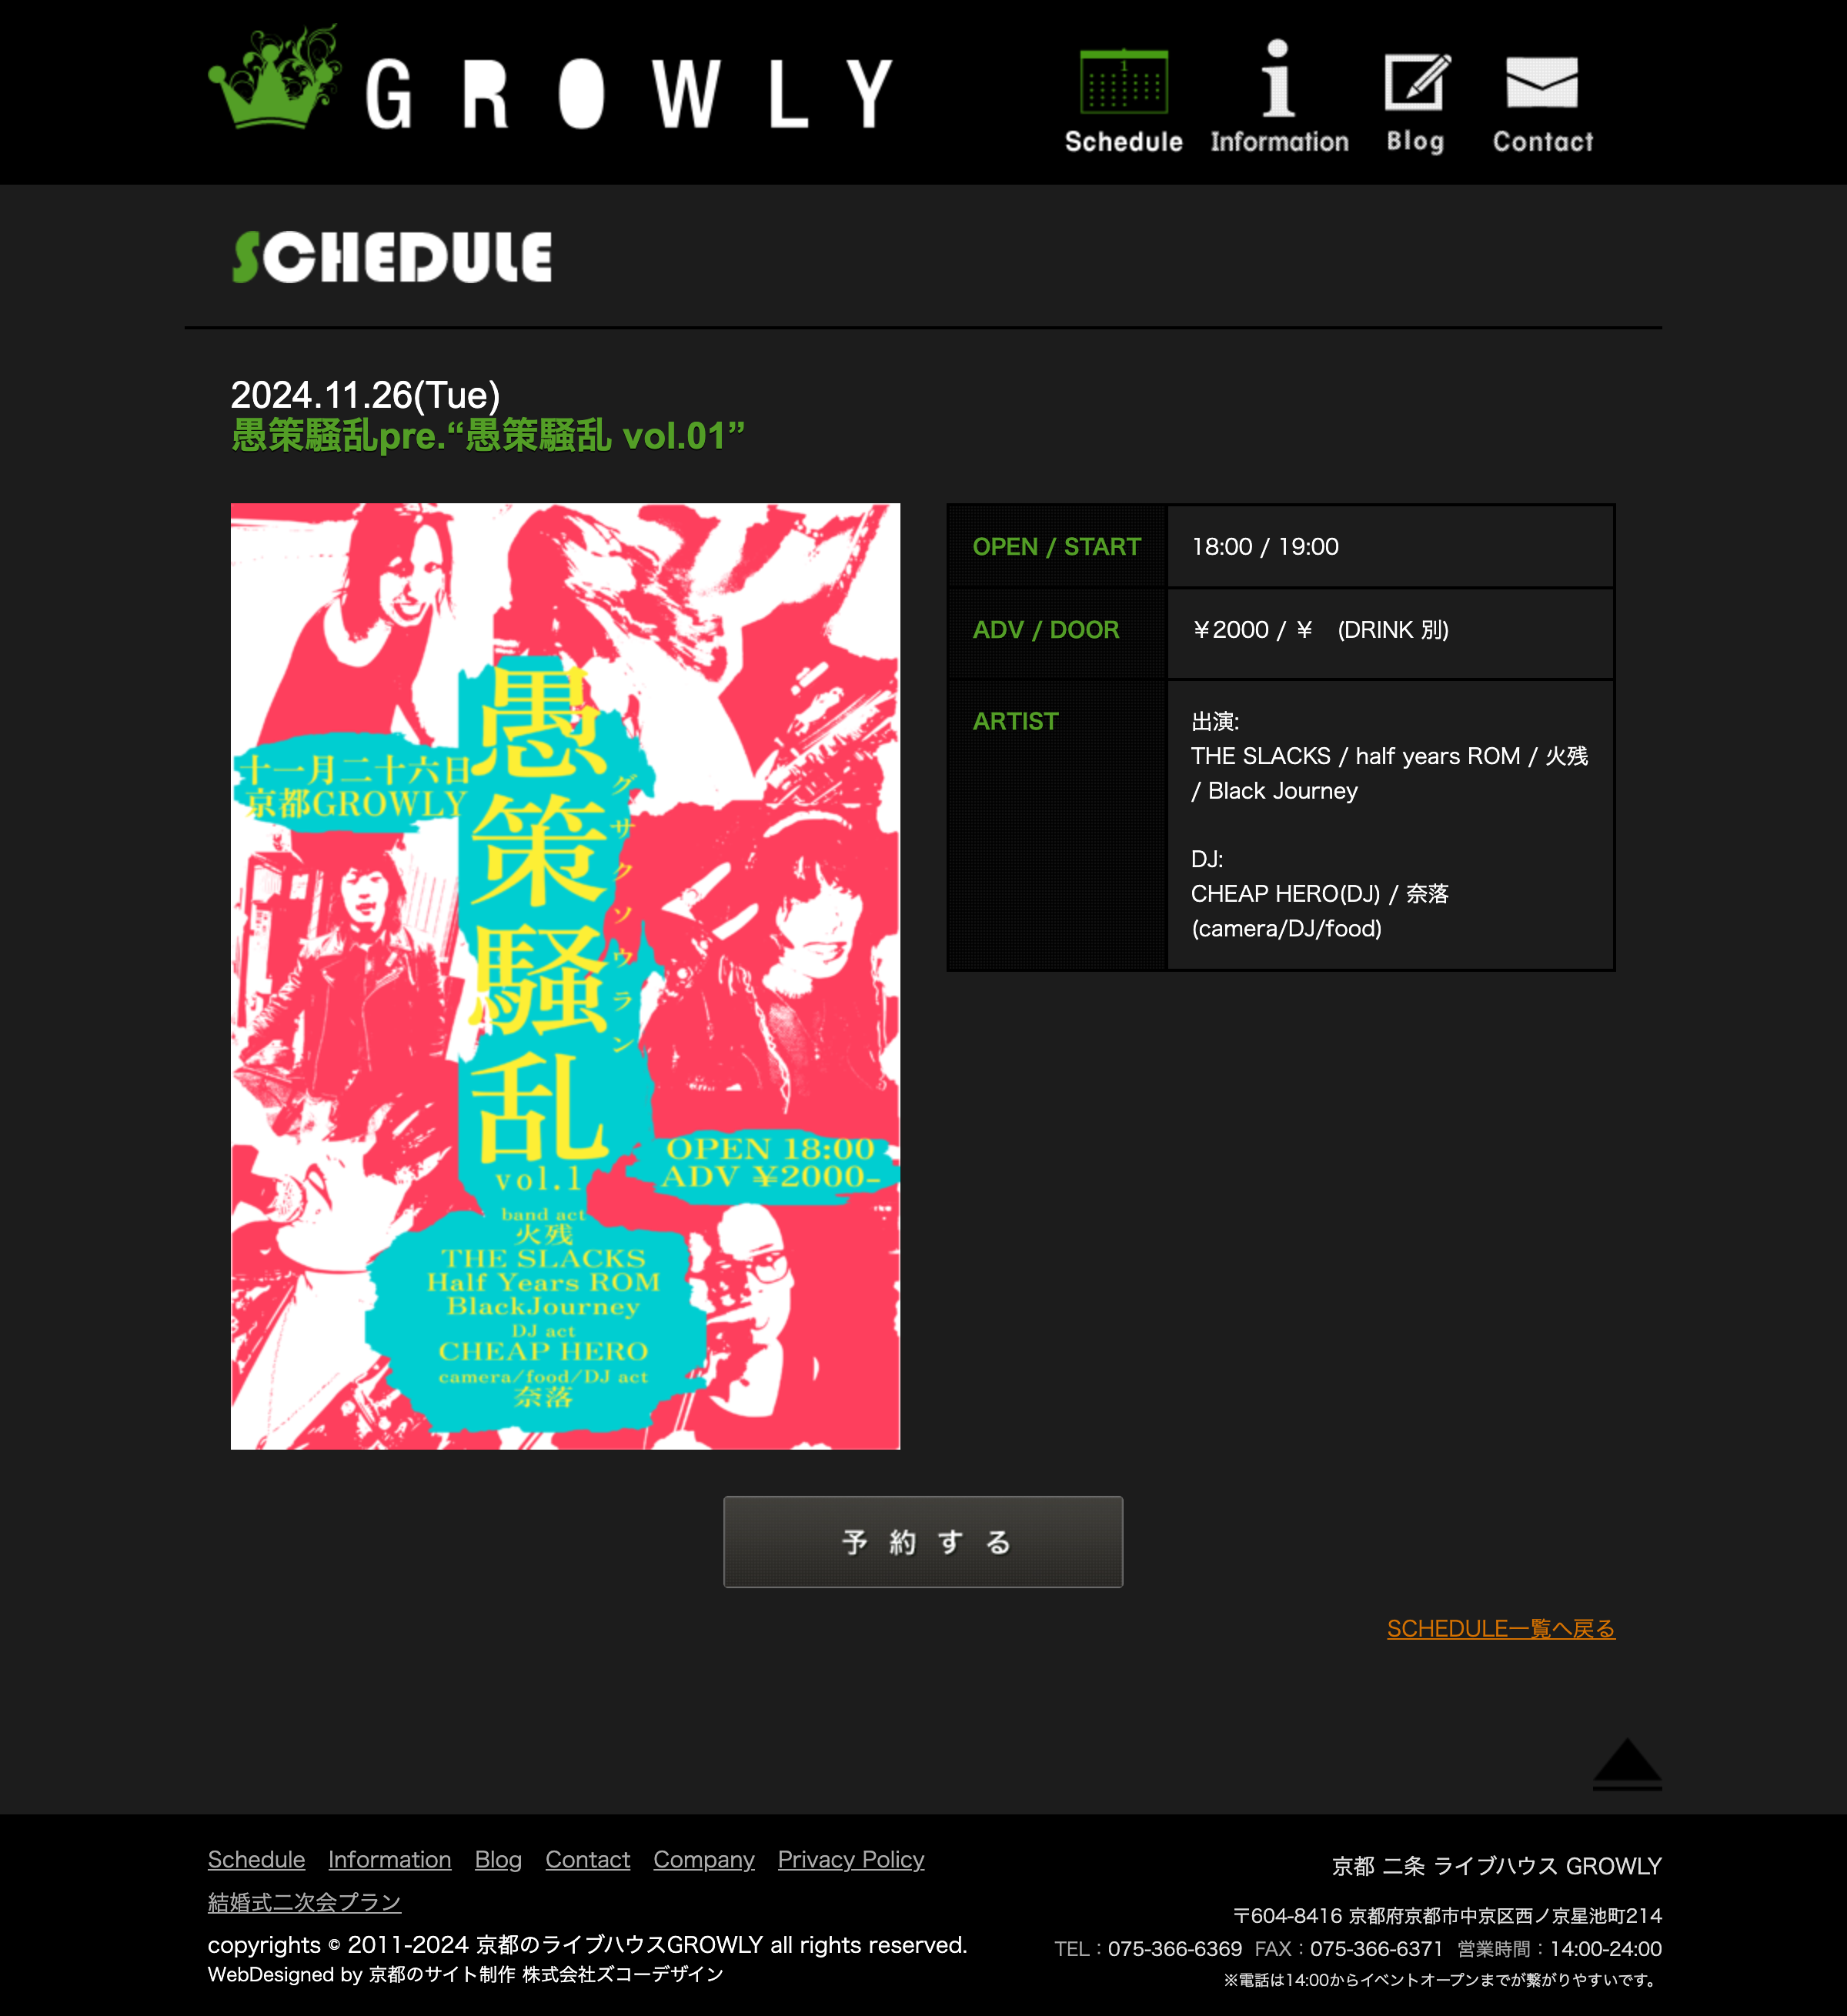 GROWLY
1
Schedule
Information
Blog
Contact
SCHEDULE
2024.11.26(Tue)
愚策騒乱pre.“愚策騒乱 vol.01”
十一月二十六日
京都GROWLY
愚策騒乱
グサクソウラン
vol.1
OPEN 18:00
ADV ¥2000-
band act
火残
THE SLACKS
Half Years ROM
BlackJourney
DJ act
CHEAP HERO
camera/food/DJ act
奈落
OPEN / START
18:00 / 19:00
ADV / DOOR
￥2000 / ￥　(DRINK 別)
ARTIST
出演:
THE SLACKS / half years ROM / 火残
/ Black Journey
DJ:
CHEAP HERO(DJ) / 奈落
(camera/DJ/food)
予約する
SCHEDULE一覧へ戻る
Schedule Information Blog Contact Company Privacy Policy
結婚式二次会プラン
copyrights © 2011-2024 京都のライブハウスGROWLY all rights reserved.
WebDesigned by 京都のサイト制作 株式会社ズコーデザイン
京都 二条 ライブハウス GROWLY
〒604-8416 京都府京都市中京区西ノ京星池町214
TEL：075-366-6369 FAX：075-366-6371 営業時間：14:00-24:00
※電話は14:00からイベントオープンまでが繋がりやすいです。